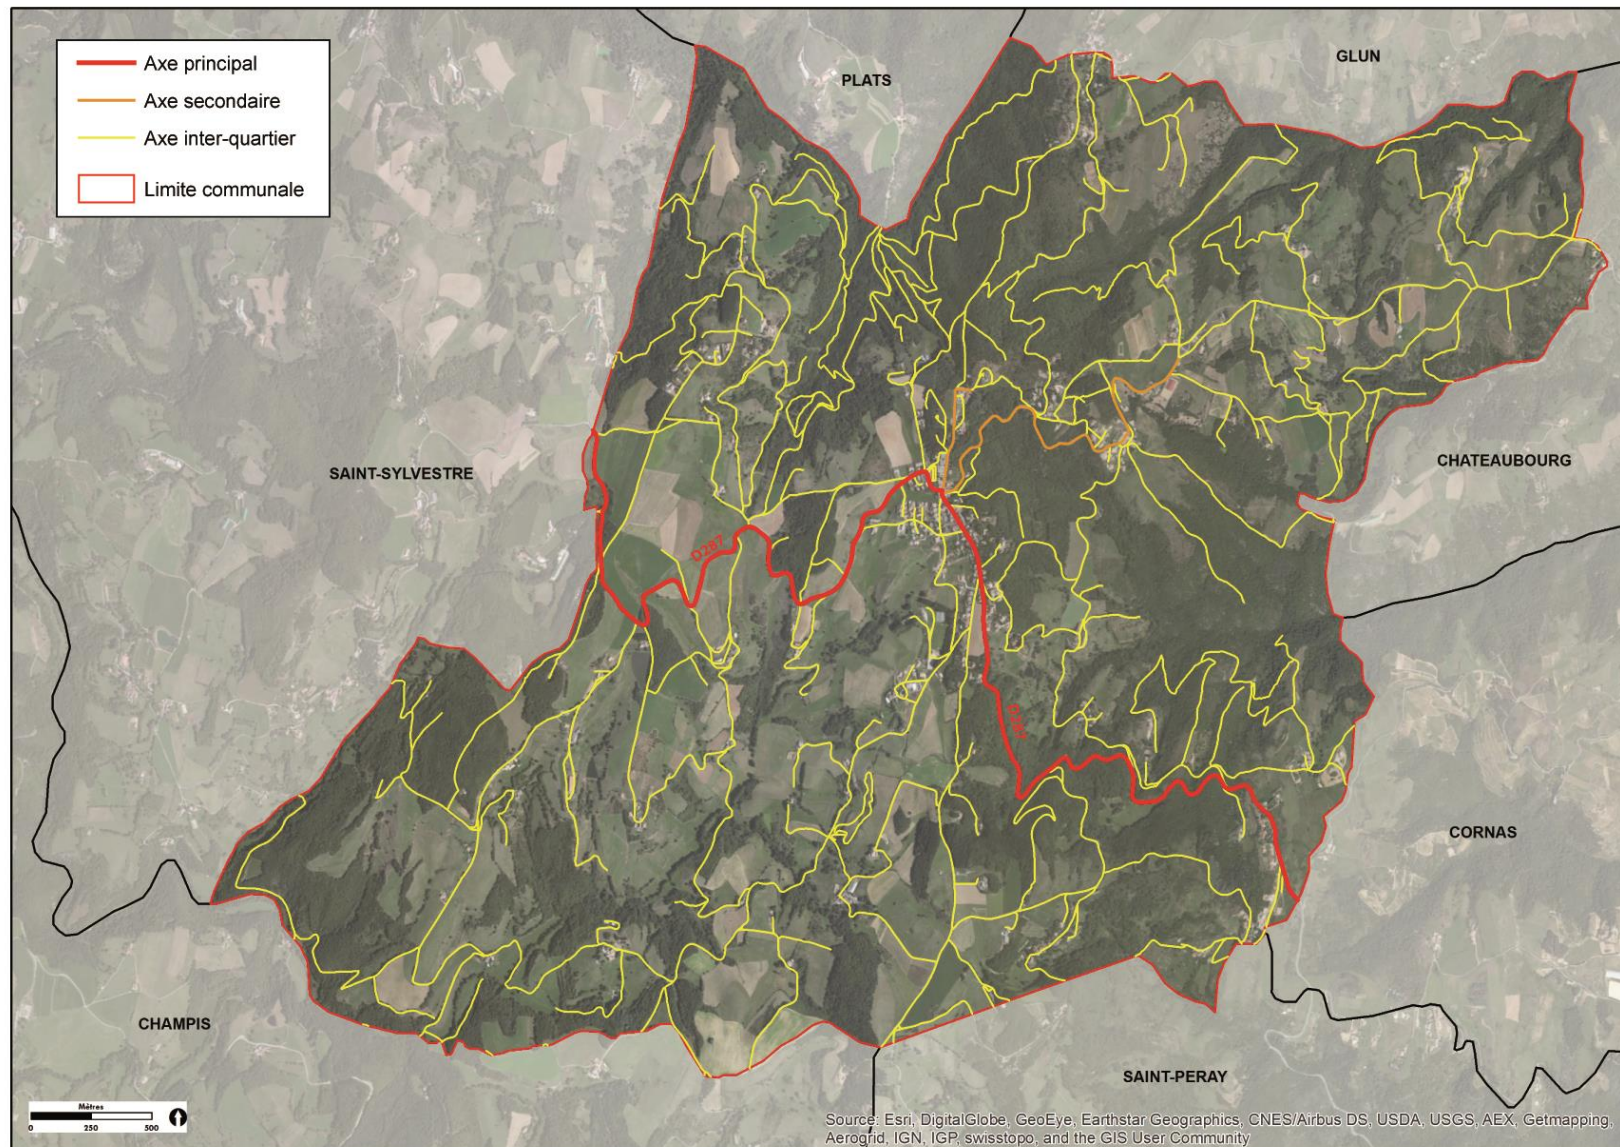 Axe principal
Axe secondaire
Axe inter-quartier
Limite communale
PLATS
GLUN
SAINT-SYLVESTRE
CHATEAUBOURG
D287
D287
CORNAS
CHAMPIS
SAINT-PERAY
Mètres
0 250 500
Source: Esri, DigitalGlobe, GeoEye, Earthstar Geographics, CNES/Airbus DS, USDA, USGS, AEX, Getmapping,
Aerogrid, IGN, IGP, swisstopo, and the GIS User Community